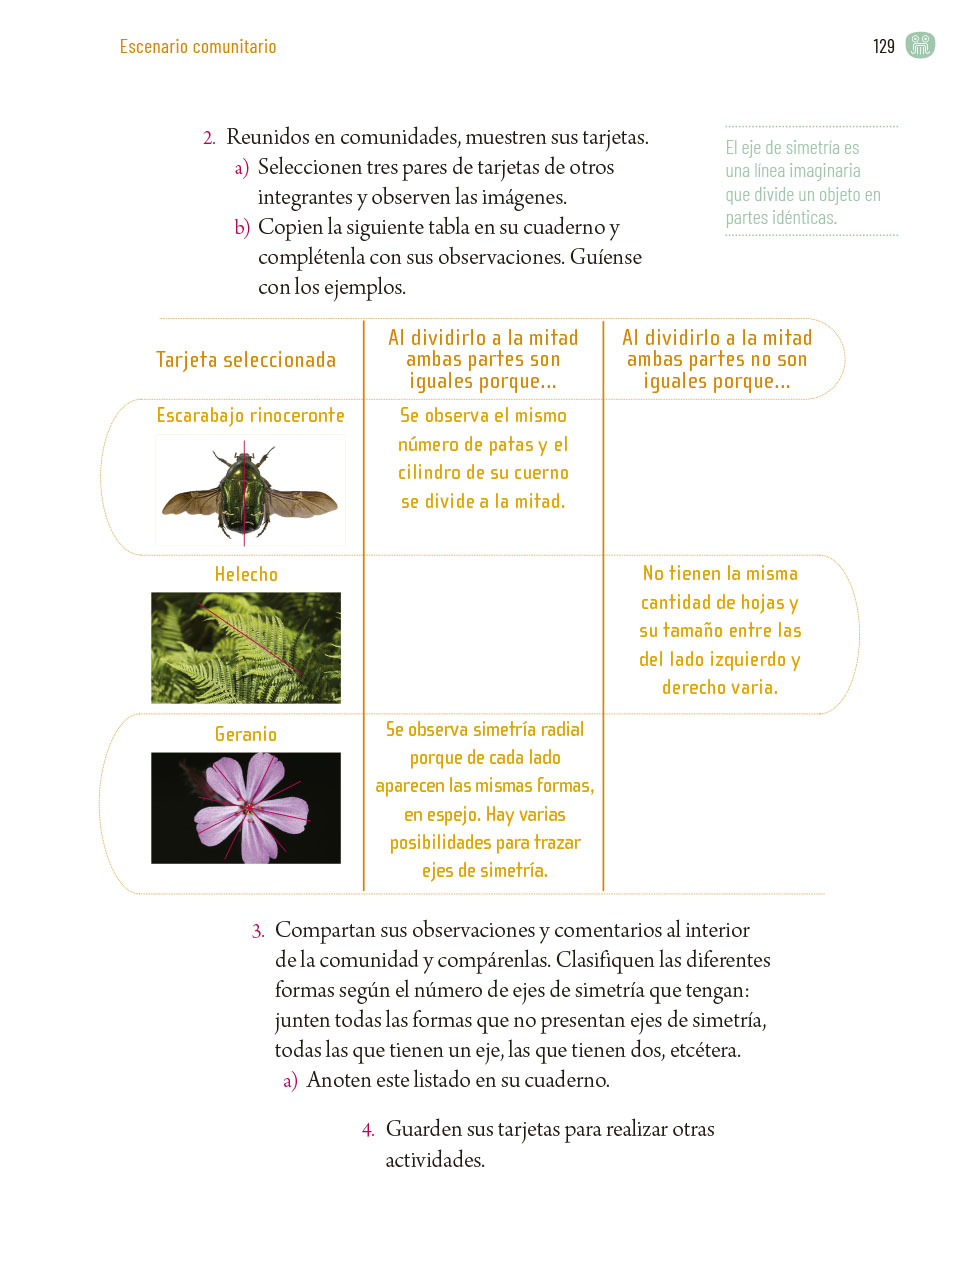 Escenario comunitario
129
2. Reunidos en comunidades, muestren sus tarjetas.
a) Seleccionen tres pares de tarjetas de otros
integrantes y observen las imágenes.
b) Copien la siguiente tabla en su cuaderno y
complétenla con sus observaciones. Guíense
con los ejemplos.
El eje de simetría es
una línea imaginaria
que divide un objeto en
partes idénticas.
Tarjeta seleccionada
Al dividirlo a la mitad
ambas partes son
iguales porque...
Al dividirlo a la mitad
ambas partes no son
iguales porque...
Escarabajo rinoceronte
Se observa el mismo
número de patas y el
cilindro de su cuerno
se divide a la mitad.
Helecho
No tienen la misma
cantidad de hojas y
su tamaño entre las
del lado izquierdo y
derecho varia.
Geranio
Se observa simetría radial
porque de cada lado
aparecen las mismas formas,
en espejo. Hay varias
posibilidades para trazar
ejes de simetría.
3. Compartan sus observaciones y comentarios al interior
de la comunidad y compárenlas. Clasifiquen las diferentes
formas según el número de ejes de simetría que tengan:
junten todas las formas que no presentan ejes de simetría,
todas las que tienen un eje, las que tienen dos, etcétera.
a) Anoten este listado en su cuaderno.
4. Guarden sus tarjetas para realizar otras
actividades.